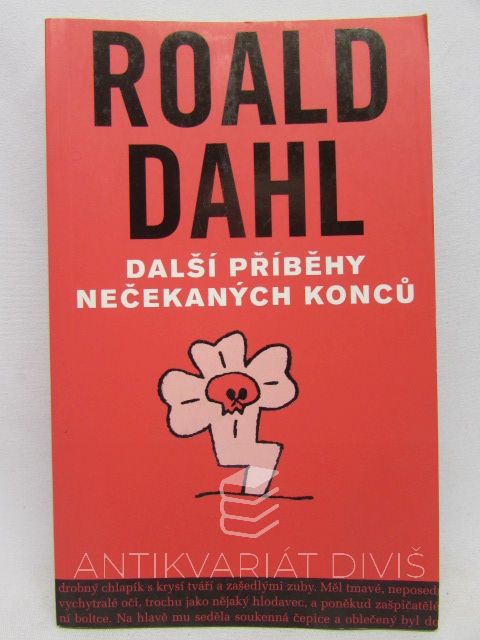 ROALD
DAHL
DALŠÍ PŘÍBĚHY
NEČEKANÝCH KONCŮ
ANTIKVARIÁT DIVIŠ
drobný chlapík s krysí tváří a zašedlými zuby. Měl tmavé, neposed
vychytralé oči, trochu jako nějaký hlodavec, a poněkud zašpičatělé
ní boltce. Na hlavě mu seděla soukenná čepice a oblečený byl do